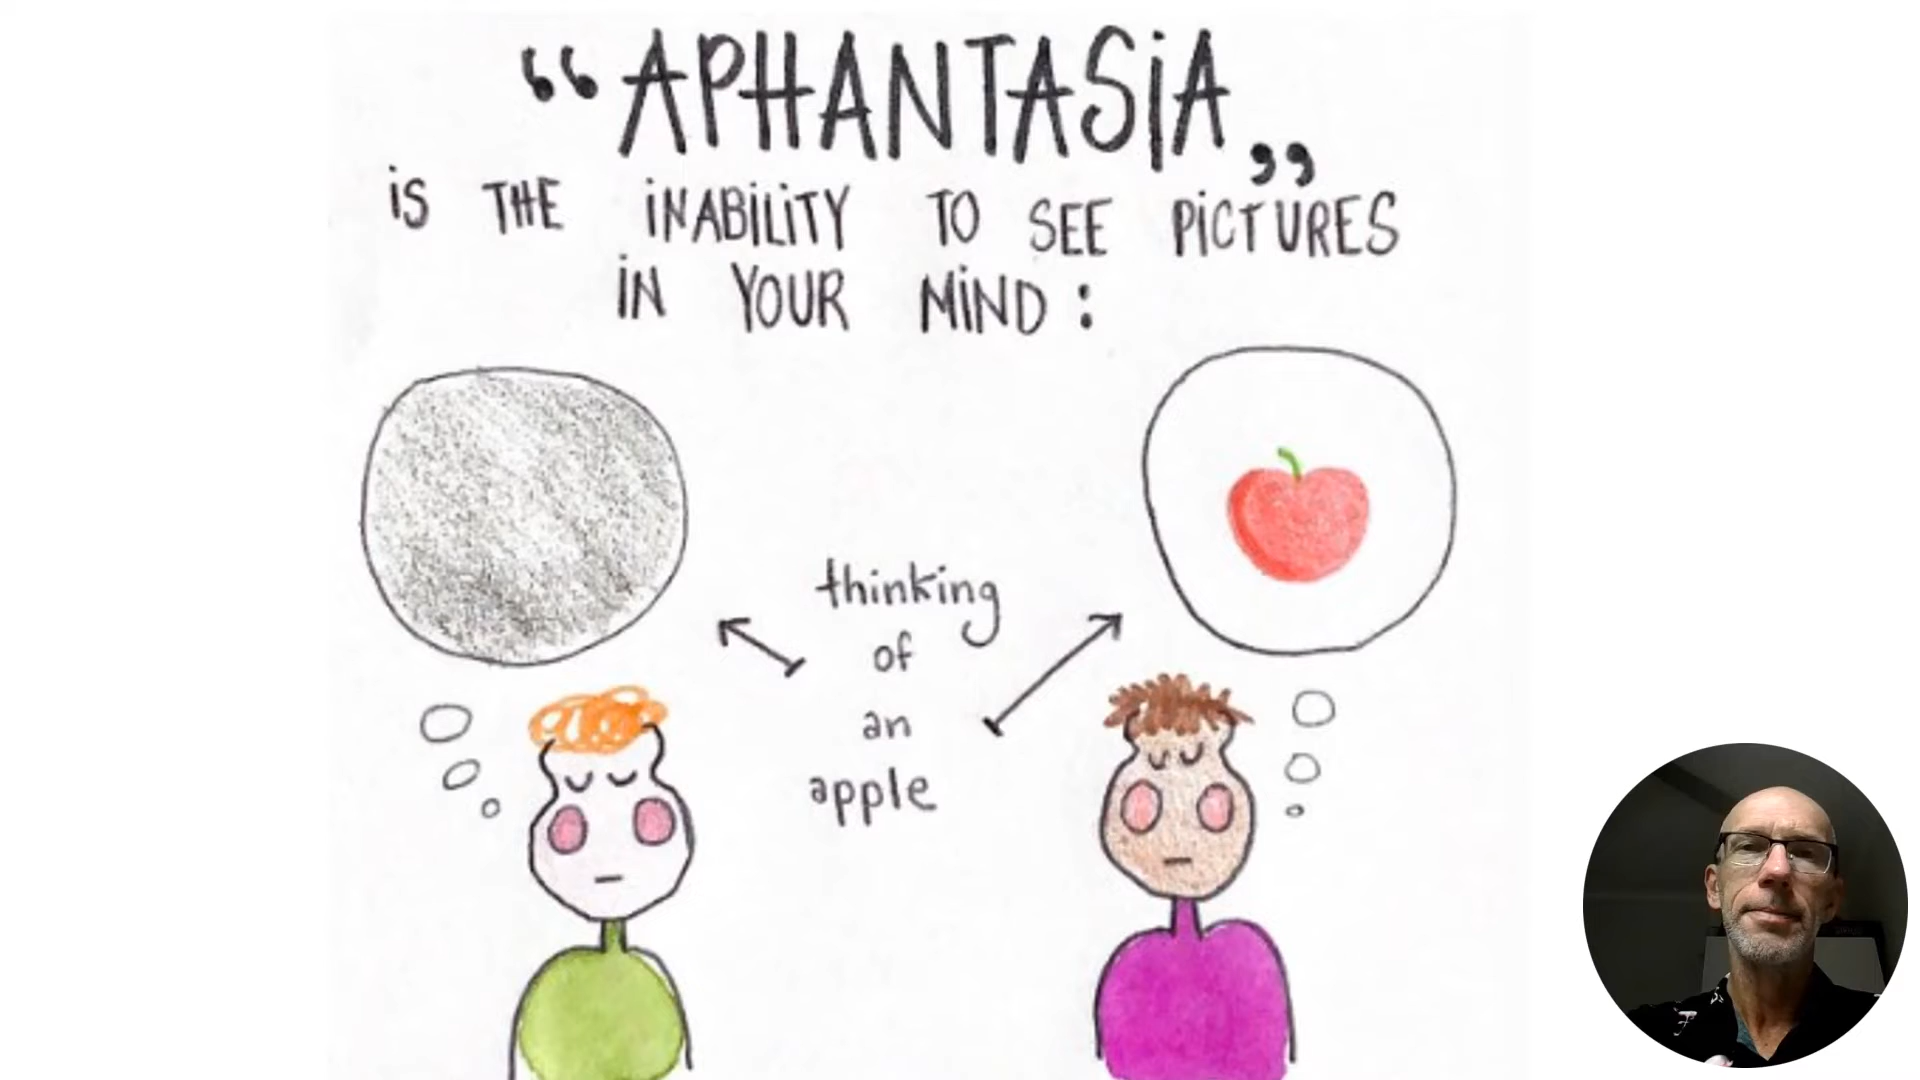 “APHANTASiA„
iS THE iNABiLiTY TO SEE PiCTURES
iN YOUR MiND :
thinking
of
an
apple